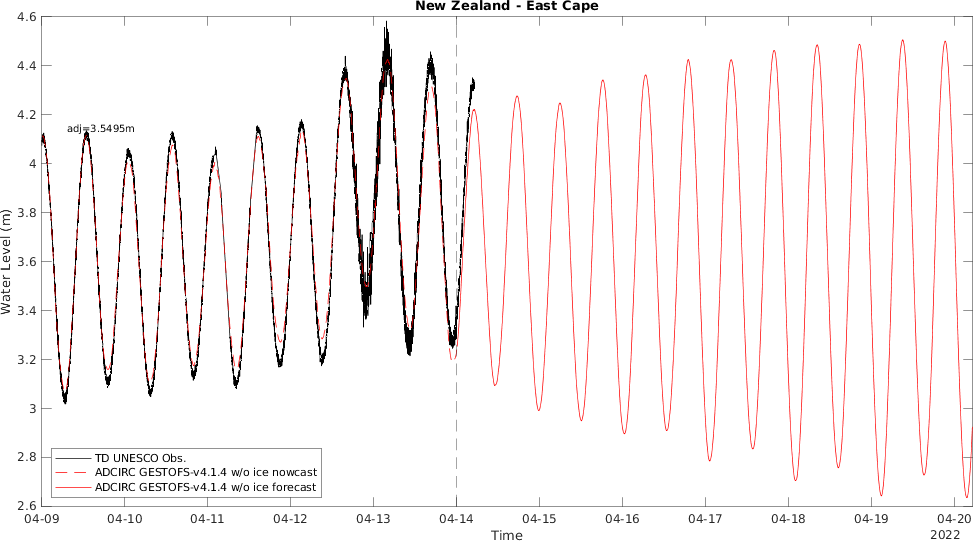 New Zealand - East Cape
Water Level (m)
4.6
4.4
4.2
4
3.8
3.6
3.4
3.2
3
2.8
2.6
adj=3.5495m
TD UNESCO Obs.
ADCIRC GESTOFS-v4.1.4 w/o ice nowcast
ADCIRC GESTOFS-v4.1.4 w/o ice forecast
04-09 04-10 04-11 04-12 04-13 04-14 04-15 04-16 04-17 04-18 04-19 04-20
Time
2022